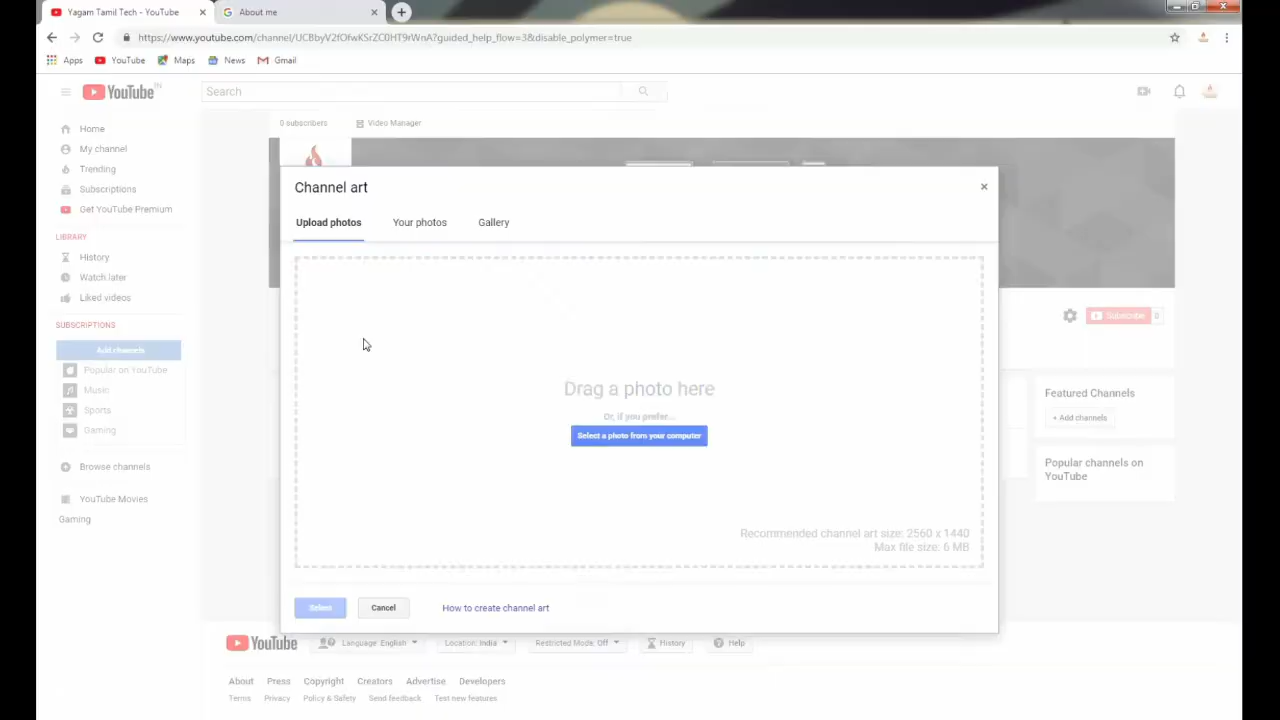 Yagam Tamil Tech - YouTube
About me
https://www.youtube.com/channel/UCBbyV2fOfwKSrZC0HT9rWnA?guided_help_flow=3&disable_polymer=true
Apps
YouTube
Maps
News
Gmail
YouTube IN
Search
0 subscribers
Video Manager
Home
My channel
Trending
Subscriptions
Get YouTube Premium
LIBRARY
History
Watch later
Liked videos
SUBSCRIPTIONS
Add channels
Popular on YouTube
Music
Sports
Gaming
Browse channels
YouTube Movies
Gaming
Channel art
Upload photos
Your photos
Gallery
Drag a photo here
Or, if you prefer...
Select a photo from your computer
Recommended channel art size: 2560 x 1440
Max file size: 6 MB
Select
Cancel
How to create channel art
Subscribe 0
Featured Channels
+ Add channels
Popular channels on
YouTube
YouTube
Language: English
Location: India
Restricted Mode: Off
History
Help
About
Press
Copyright
Creators
Advertise
Developers
Terms
Privacy
Policy & Safety
Send feedback
Test new features